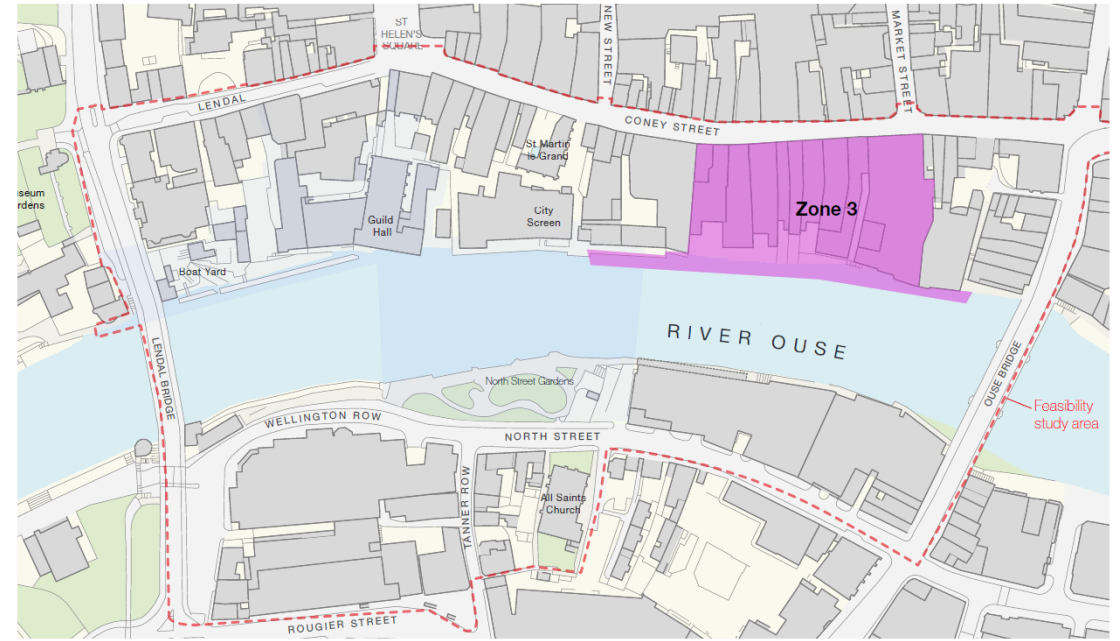 ST
HELEN'S
SQUARE
NEW STREET
MARKET STREET
LENDAL
CONEY STREET
St Martin
le Grand
Zone 3
Guild
Hall
City
Screen
Boat Yard
RIVER OUSE
LENDAL BRIDGE
OUSE BRIDGE
North Street Gardens
Feasibility
study area
WELLINGTON ROW
NORTH STREET
TANNER ROW
All Saints
Church
ROUGIER STREET